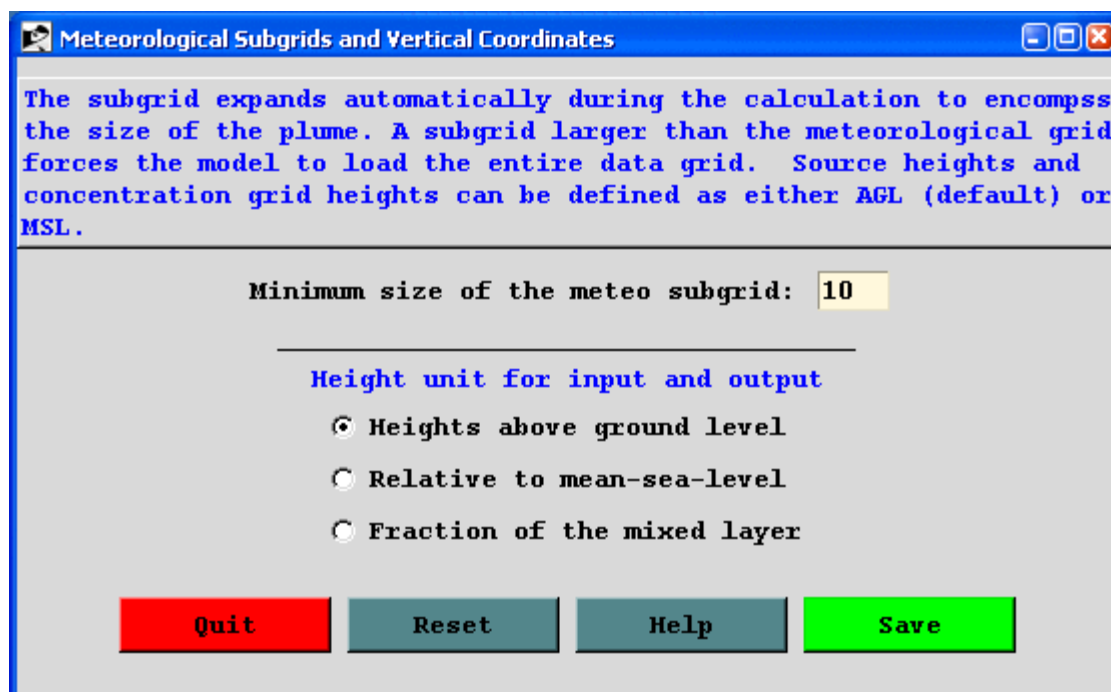 Meteorological Subgrids and Vertical Coordinates
The subgrid expands automatically during the calculation to encompss
the size of the plume. A subgrid larger than the meteorological grid
forces the model to load the entire data grid.  Source heights and
concentration grid heights can be defined as either AGL (default) or
MSL.
Minimum size of the meteo subgrid: 10
Height unit for input and output
Heights above ground level
Relative to mean-sea-level
Fraction of the mixed layer
Quit Reset Help Save